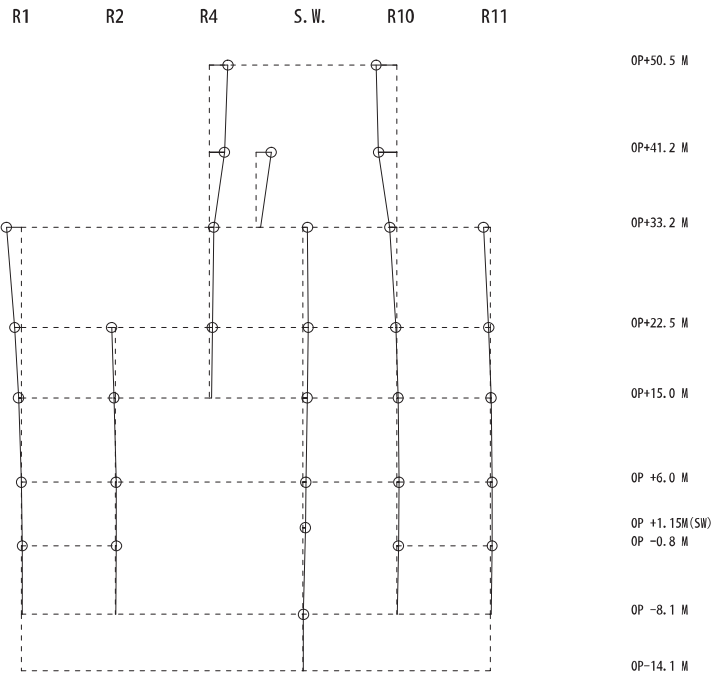 R1 R2 R4 S.W. R10 R11
OP+50.5 M
OP+41.2 M
OP+33.2 M
OP+22.5 M
OP+15.0 M
OP +6.0 M
OP +1.15M(SW)
OP -0.8 M
OP -8.1 M
OP-14.1 M